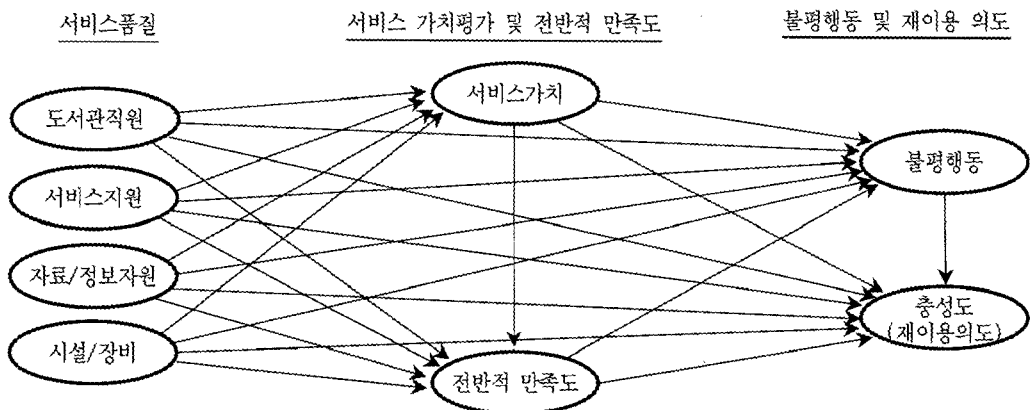 서비스품질
서비스 가치평가 및 전반적 만족도
불평행동 및 재이용 의도
도서관직원
서비스지원
자료/정보자원
시설/장비
서비스가치
전반적 만족도
불평행동
충성도
(재이용의도)